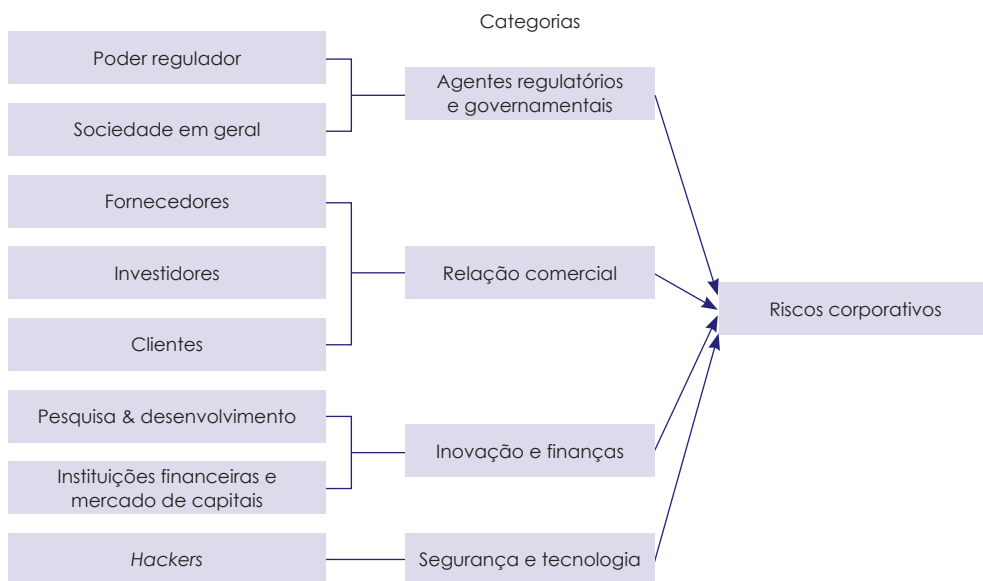 Categorias
Poder regulador
Sociedade em geral
Agentes regulatórios
e governamentais
Fornecedores
Investidores
Clientes
Relação comercial
Pesquisa & desenvolvimento
Instituições financeiras e
mercado de capitais
Inovação e finanças
Hackers
Segurança e tecnologia
Riscos corporativos